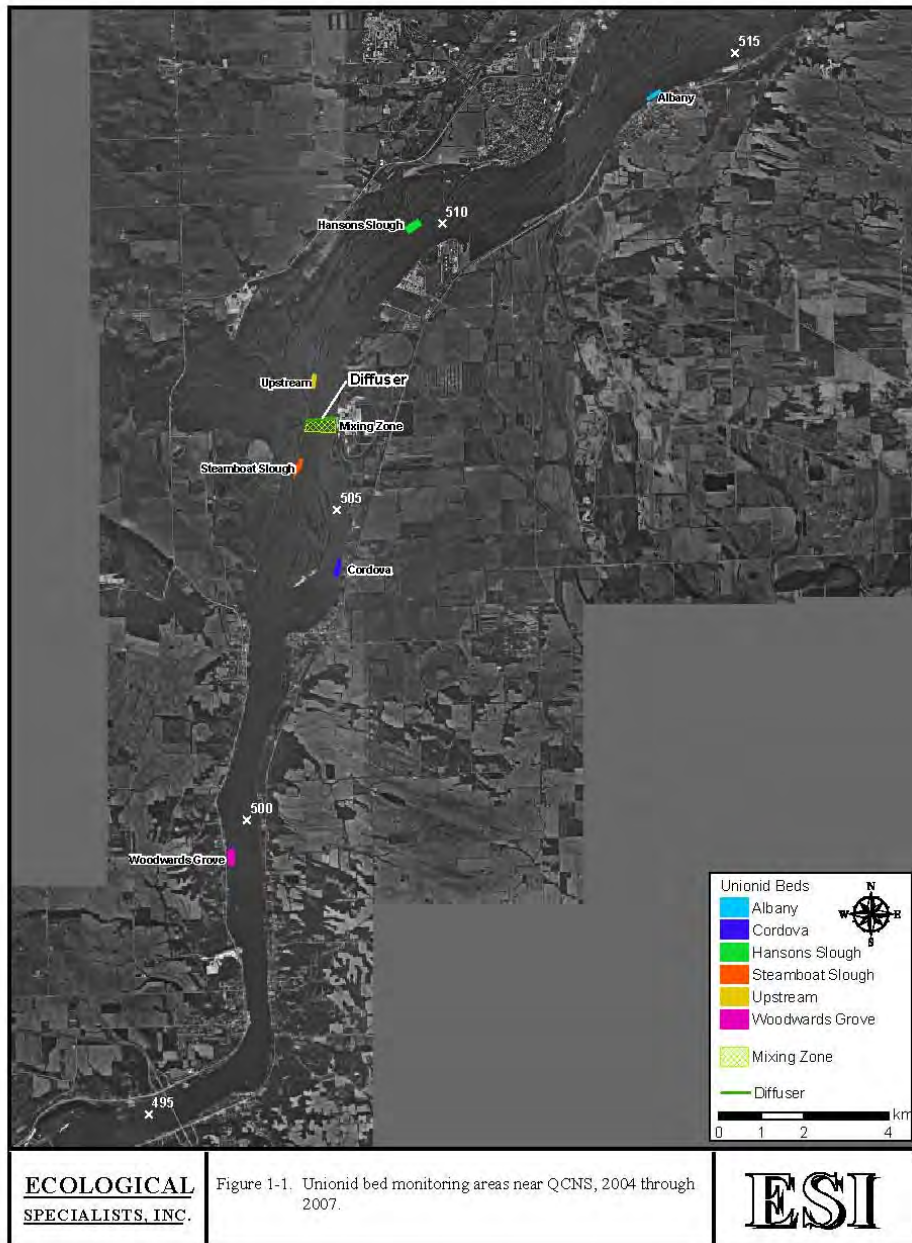 515
Albany
510
Hansons Slough
Upstream
Diffuser
Mixing Zone
Steamboat Slough
505
Cordova
500
Woodwards Grove
495
Unionid Beds
Albany
Cordova
Hansons Slough
Steamboat Slough
Upstream
Woodwards Grove
Mixing Zone
Diffuser
N
W
E
S
km
0 1 2 4
ECOLOGICAL
SPECIALISTS, INC.
Figure 1-1. Unionid bed monitoring areas near QCNS, 2004 through
2007.
ESI